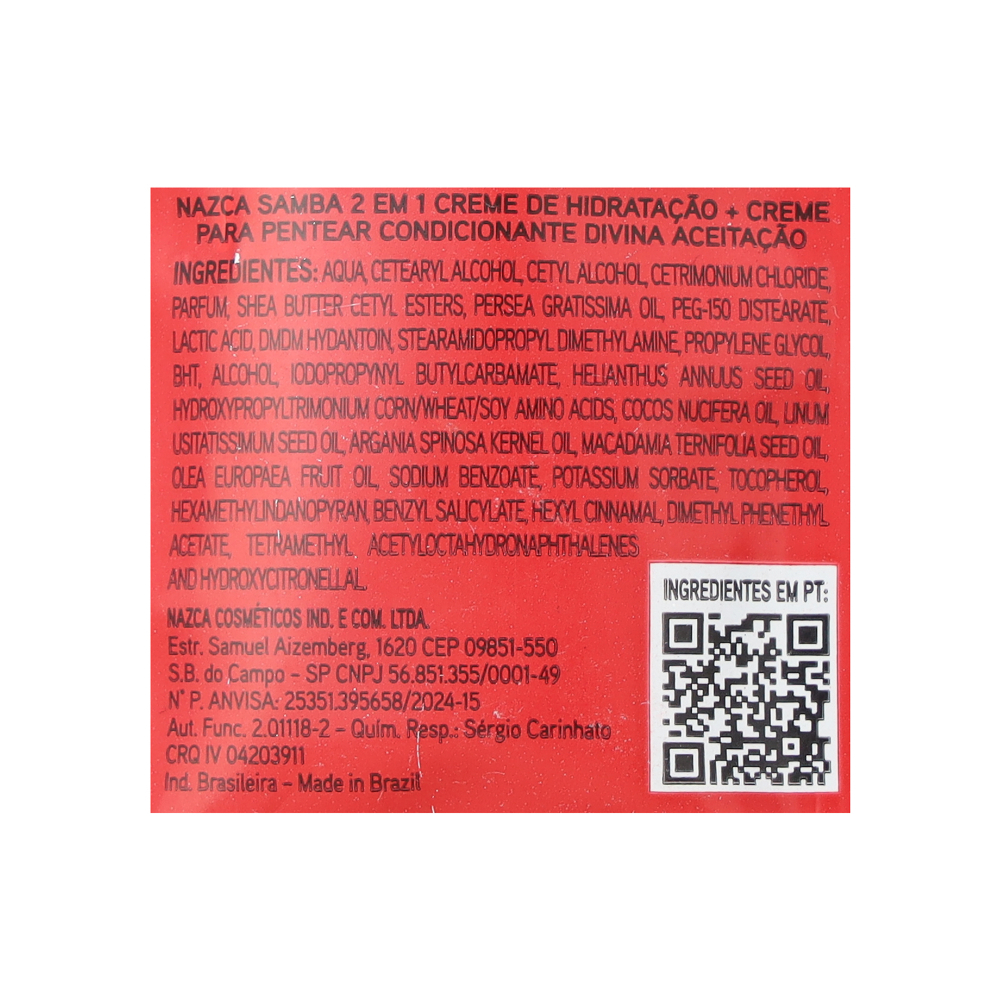 NAZCA SAMBA 2 EM 1 CREME DE HIDRATAÇÃO + CREME
PARA PENTEAR CONDICIONANTE DIVINA ACEITAÇÃO
INGREDIENTES: AQUA, CETEARYL ALCOHOL, CETYL ALCOHOL, CETRIMONIUM CHLORIDE,
PARFUM, SHEA BUTTER CETYL ESTERS, PERSEA GRATISSIMA OIL, PEG-150 DISTEARATE,
LACTIC ACID, DMDM HYDANTOIN, STEARAMIDOPROPYL DIMETHYLAMINE, PROPYLENE GLYCOL,
BHT, ALCOHOL, IODOPROPYNYL BUTYLCARBAMATE, HELIANTHUS ANNUUS SEED OIL,
HYDROXYPROPYLTRIMONIUM CORN/WHEAT/SOY AMINO ACIDS, COCOS NUCIFERA OIL, LINUM
USITATISSIMUM SEED OIL, ARGANIA SPINOSA KERNEL OIL, MACADAMIA TERNIFOLIA SEED OIL,
OLEA EUROPAEA FRUIT OIL, SODIUM BENZOATE, POTASSIUM SORBATE, TOCOPHEROL,
HEXAMETHYLINDANOPYRAN, BENZYL SALICYLATE, HEXYL CINNAMAL, DIMETHYL PHENETHYL
ACETATE, TETRAMETHYL ACETYLOCTAHYDRONAPHTHALENES
AND HYDROXYCITRONELLAL.
NAZCA COSMÉTICOS IND. E COM. LTDA.
Estr. Samuel Aizemberg, 1620 CEP 09851-550
S.B. do Campo – SP CNPJ 56.851.355/0001-49
N° P. ANVISA: 25351.395658/2024-15
Aut. Func. 2.01118-2 – Quím. Resp.: Sérgio Carinhato
CRQ IV 04203911
Ind. Brasileira – Made in Brazil
INGREDIENTES EM PT: